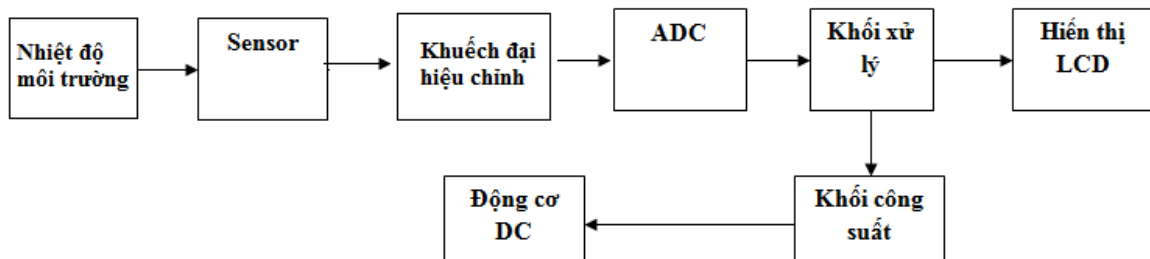 Nhiệt độ
môi trường
Sensor
Khuếch đại
hiệu chỉnh
ADC
Khối xử
lý
Hiển thị
LCD
Động cơ
DC
Khối công
suất